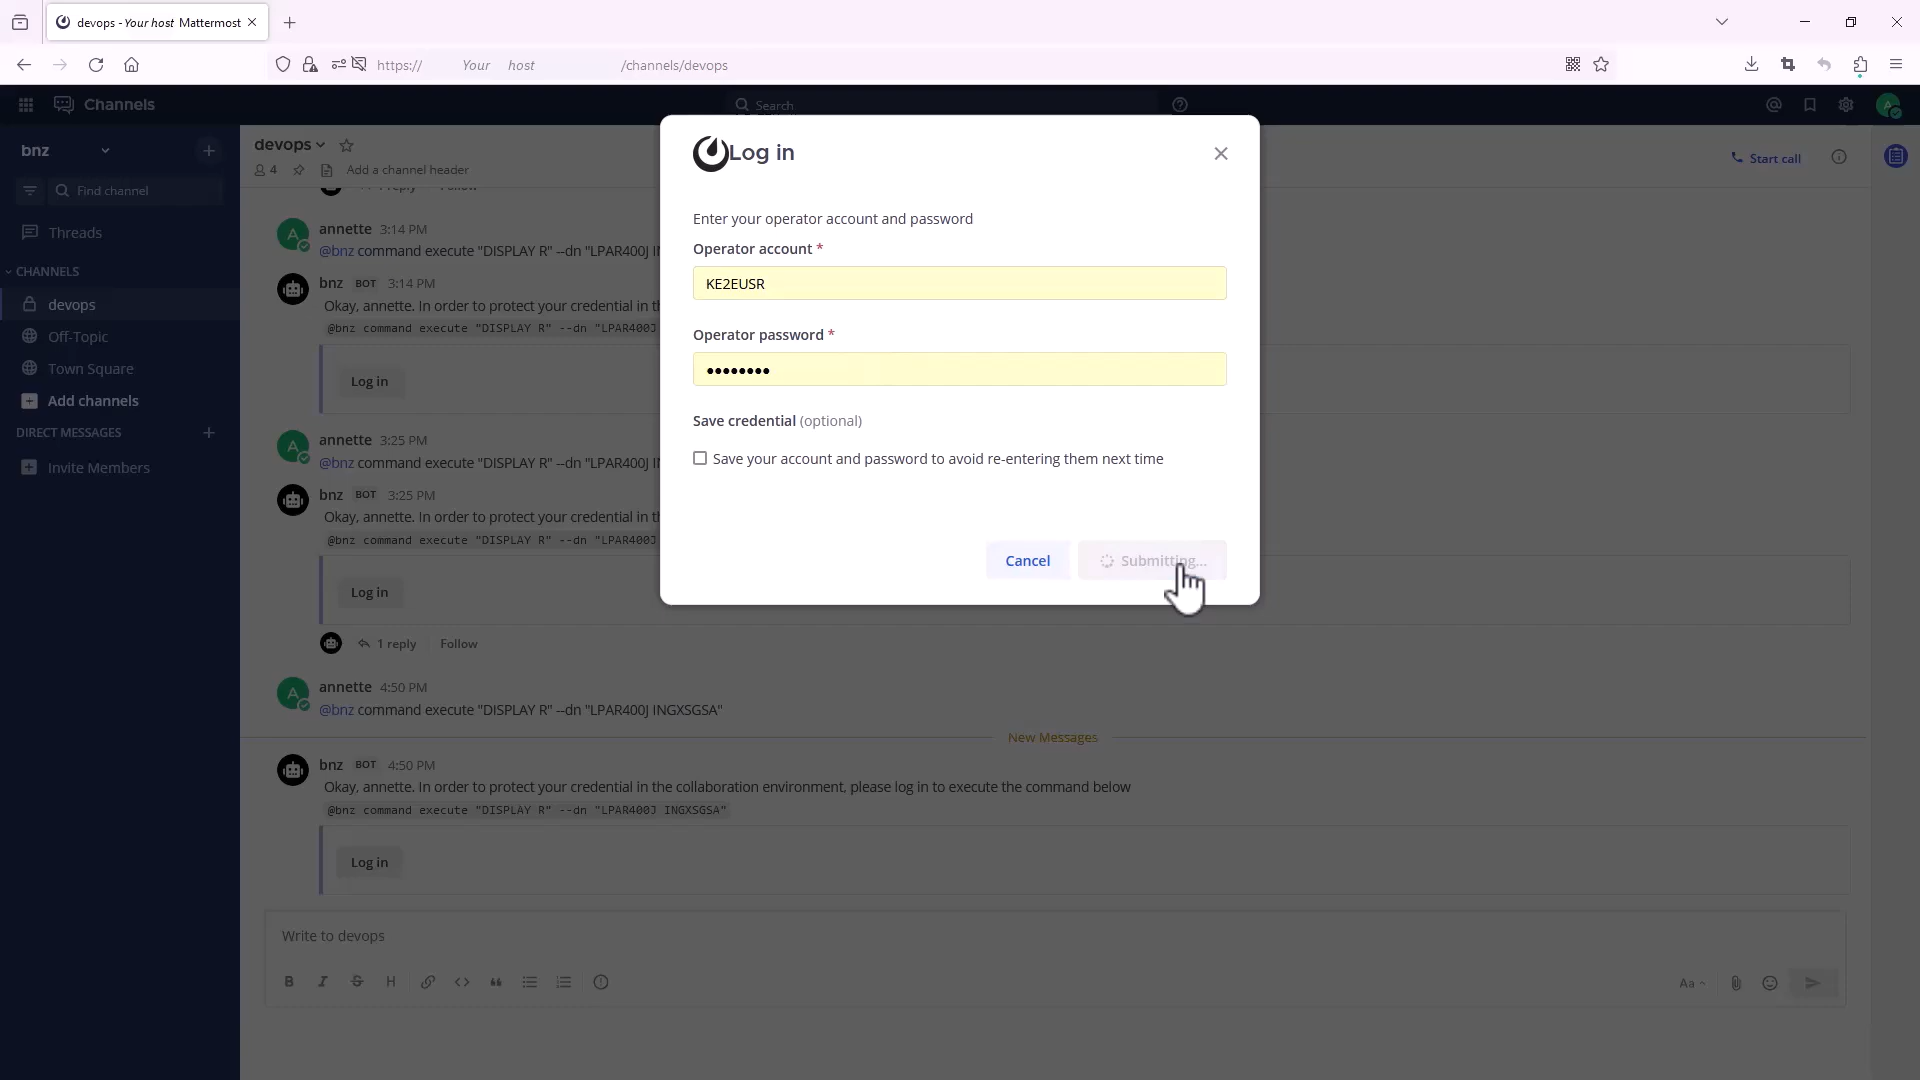 devops - Your host Mattermost
https:// Your host /channels/devops
Channels
Search
bnz
devops
4
Add a channel header
Start call
Find channel
Threads
CHANNELS
devops
Off-Topic
Town Square
Add channels
DIRECT MESSAGES
Invite Members
annette 3:14 PM
@bnz command execute "DISPLAY R" --dn "LPAR400J
bnz BOT 3:14 PM
Okay, annette. In order to protect your credential in
@bnz command execute "DISPLAY R" --dn "LPAR400J
Log in
annette 3:25 PM
@bnz command execute "DISPLAY R" --dn "LPAR400J
bnz BOT 3:25 PM
Okay, annette. In order to protect your credential in
@bnz command execute "DISPLAY R" --dn "LPAR400J
Log in
1 reply Follow
annette 4:50 PM
@bnz command execute "DISPLAY R" --dn "LPAR400J INGXSGSA"
New Messages
bnz BOT 4:50 PM
Okay, annette. In order to protect your credential in the collaboration environment, please log in to execute the command below
@bnz command execute "DISPLAY R" --dn "LPAR400J INGXSGSA"
Log in
Write to devops
B I S H
Aa
Log in
Enter your operator account and password
Operator account *
KE2EUSR
Operator password *
••••••••
Save credential (optional)
Save your account and password to avoid re-entering them next time
Cancel
Submitting...